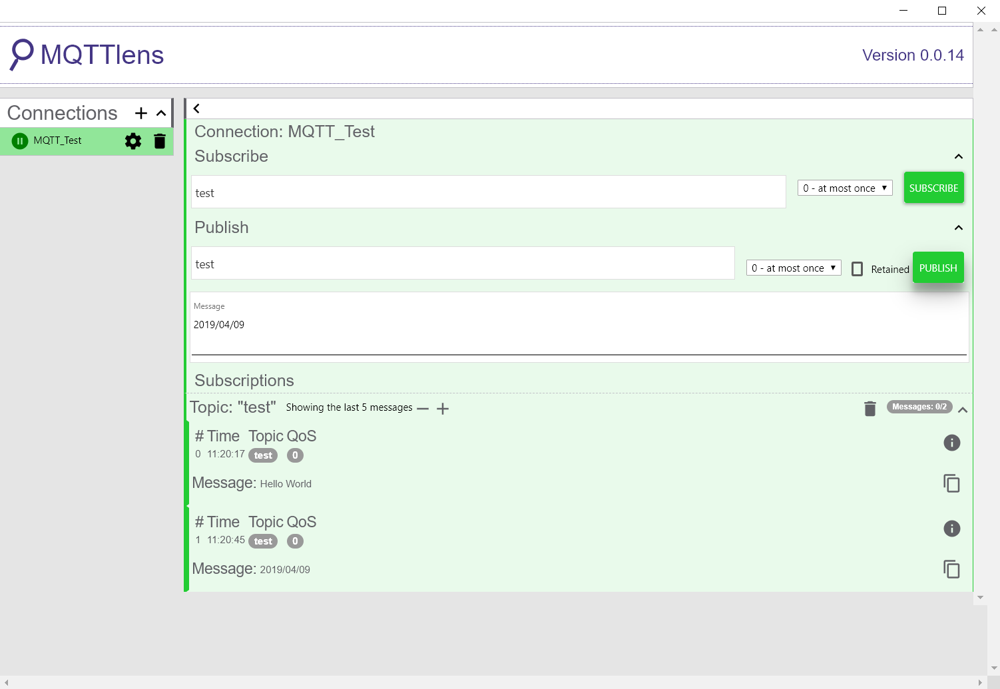 MQTTlens
Version 0.0.14
Connections
MQTT_Test
Connection: MQTT_Test
Subscribe
test
0 - at most once
SUBSCRIBE
Publish
test
0 - at most once
Retained
PUBLISH
Message
2019/04/09
Subscriptions
Topic: "test" Showing the last 5 messages
Messages: 0/2
# Time Topic QoS
0 11:20:17 test 0
Message: Hello World
# Time Topic QoS
1 11:20:45 test 0
Message: 2019/04/09